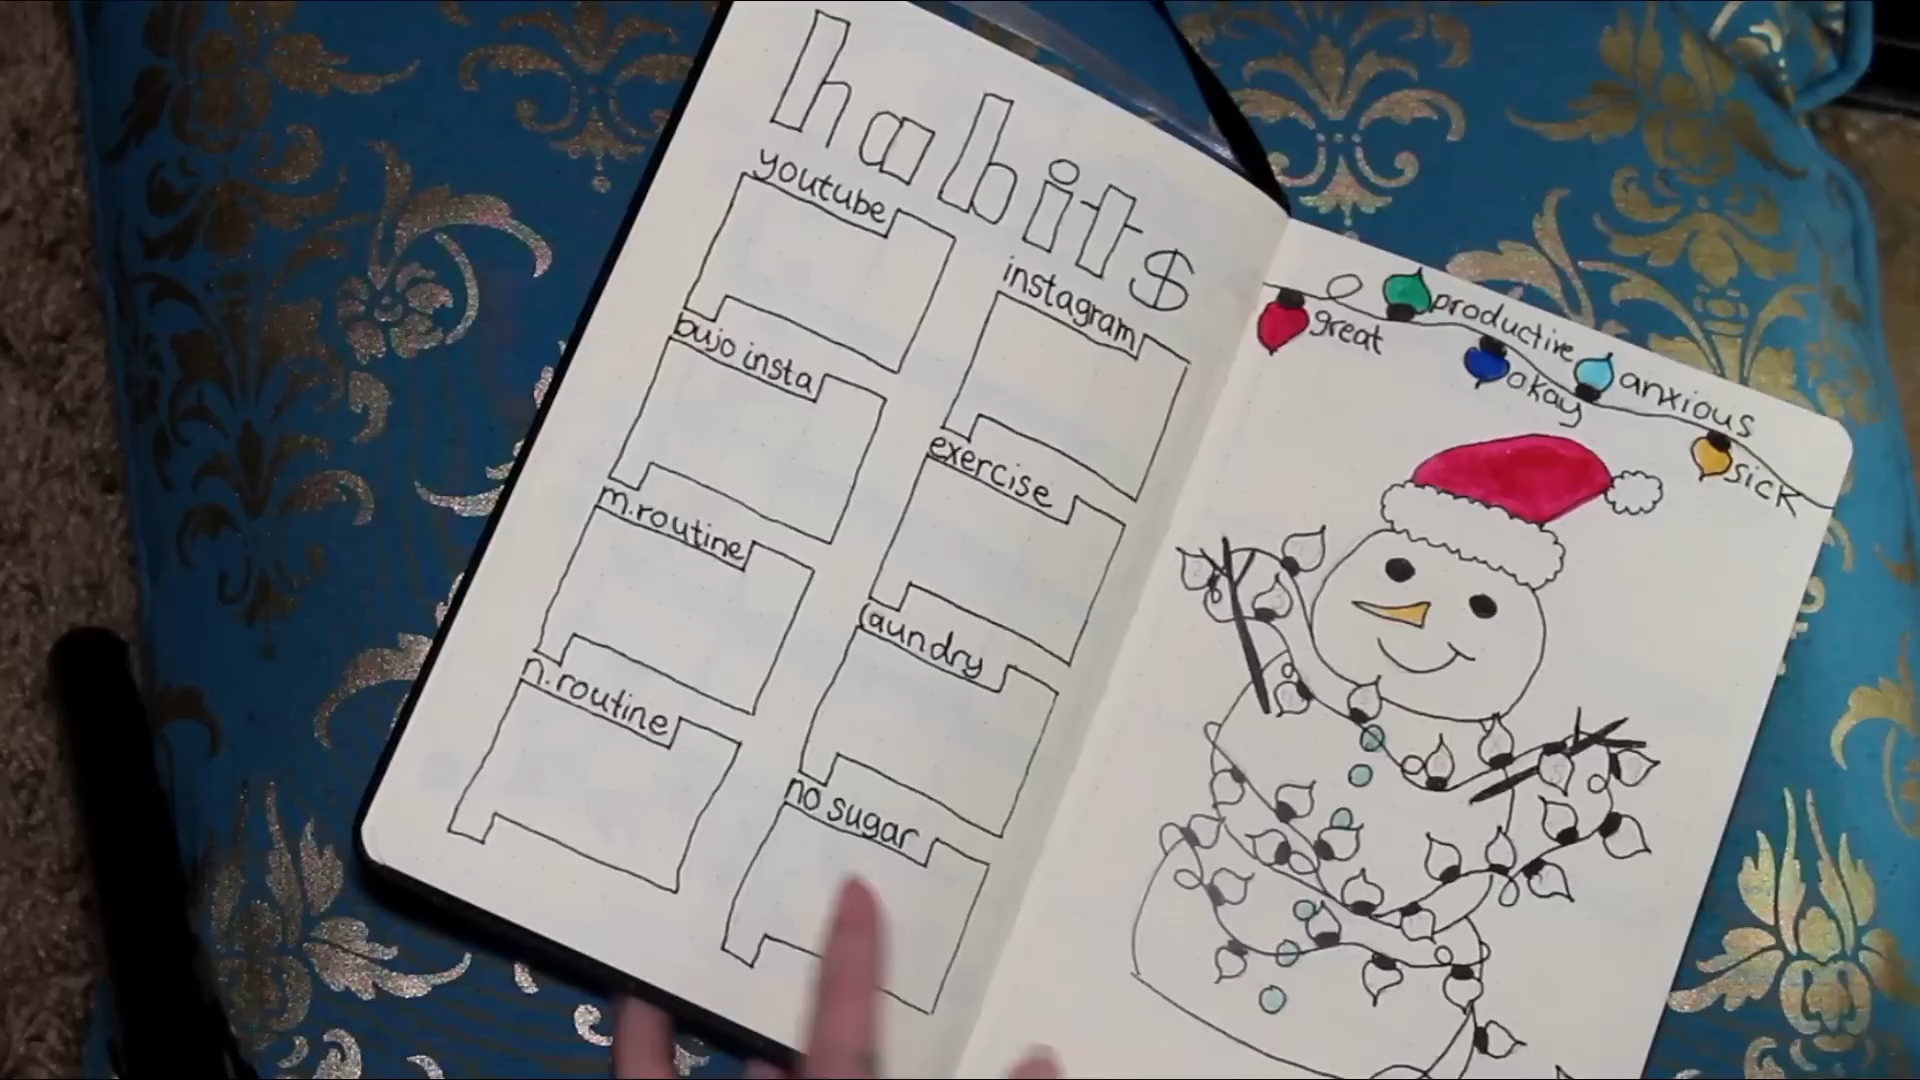 habits
youtube
instagram
bujo insta
exercise
m.routine
laundry
n.routine
no sugar
great
productive
okay
anxious
sick